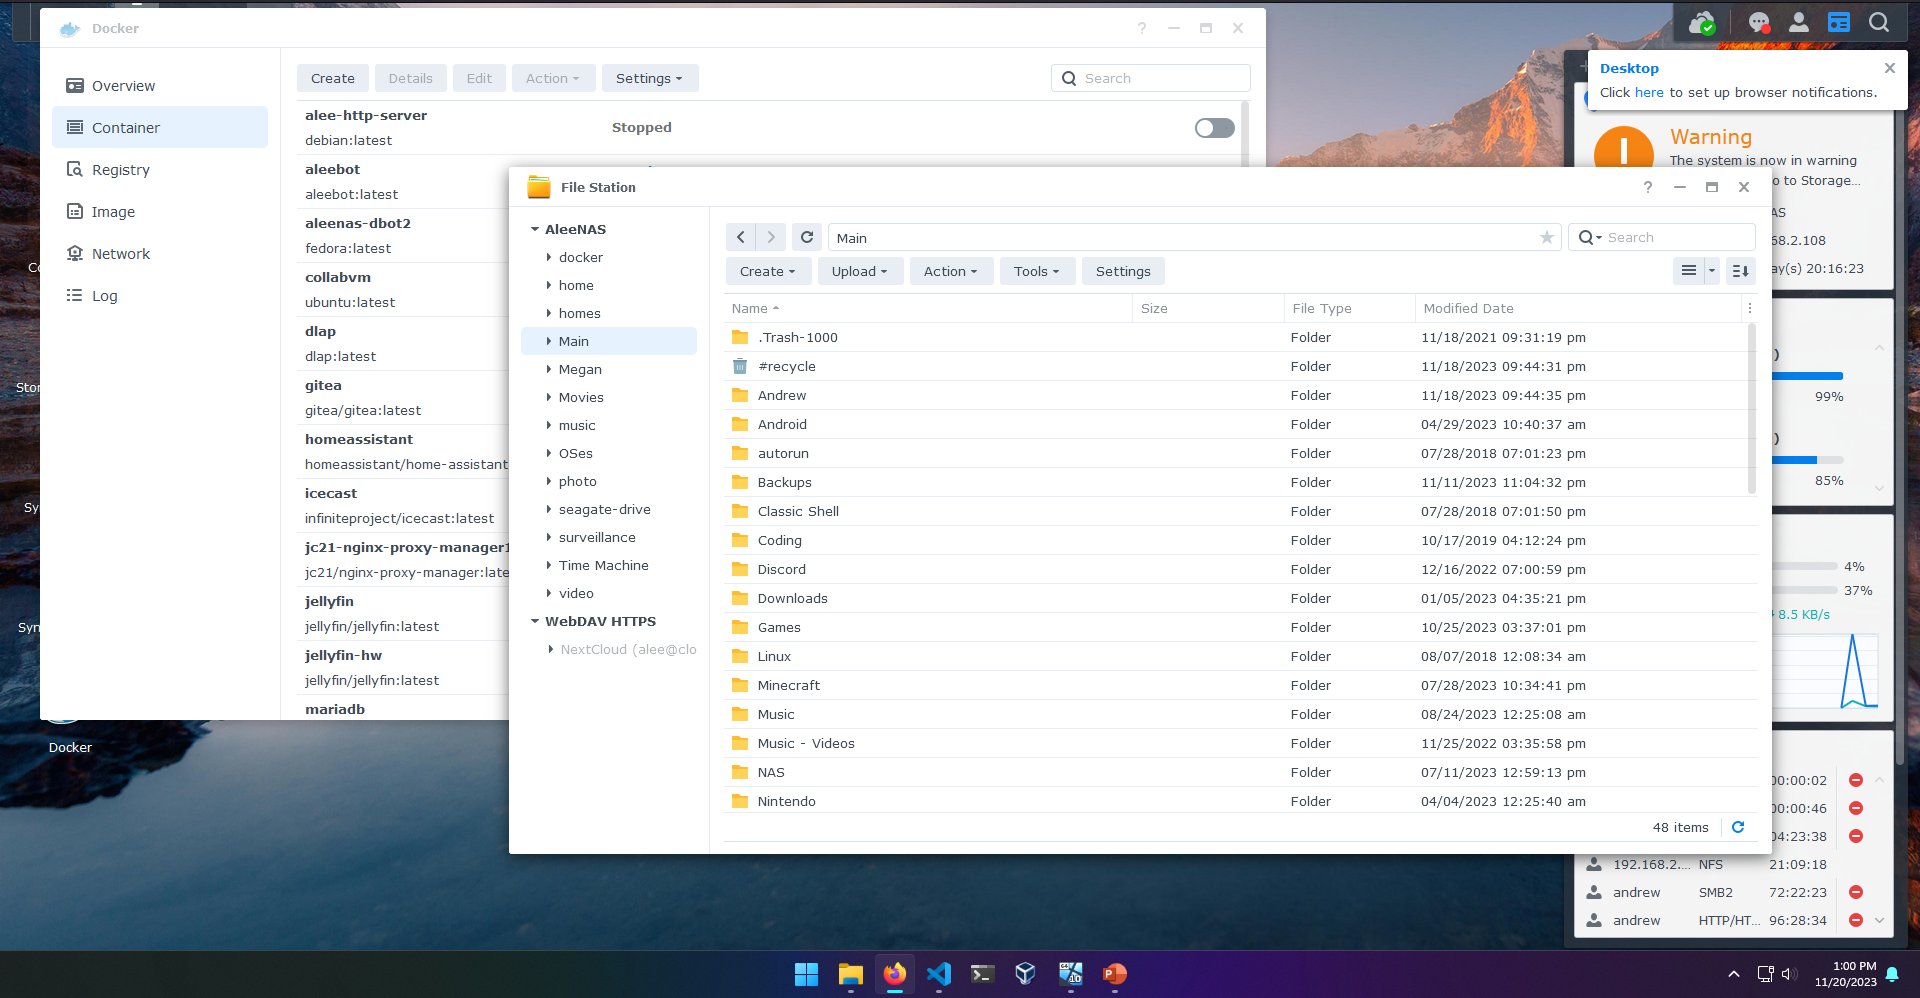 Docker
Overview
Container
Registry
Image
Network
Log
Create
Details
Edit
Action
Settings
Search
alee-http-server
debian:latest
Stopped
aleebot
aleebot:latest
aleenas-dbot2
fedora:latest
collabvm
ubuntu:latest
dlap
dlap:latest
gitea
gitea/gitea:latest
homeassistant
homeassistant/home-assistant
icecast
infiniteproject/icecast:latest
jc21-nginx-proxy-manager1
jc21/nginx-proxy-manager:late
jellyfin
jellyfin/jellyfin:latest
jellyfin-hw
jellyfin/jellyfin:latest
mariadb
Stor
Sy
Syn
Docker
File Station
AleeNAS
docker
home
homes
Main
Megan
Movies
music
OSes
photo
seagate-drive
surveillance
Time Machine
video
WebDAV HTTPS
NextCloud (alee@clo
Main
Search
Create
Upload
Action
Tools
Settings
Name Size File Type Modified Date
.Trash-1000 Folder 11/18/2021 09:31:19 pm
#recycle Folder 11/18/2023 09:44:31 pm
Andrew Folder 11/18/2023 09:44:35 pm
Android Folder 04/29/2023 10:40:37 am
autorun Folder 07/28/2018 07:01:23 pm
Backups Folder 11/11/2023 11:04:32 pm
Classic Shell Folder 07/28/2018 07:01:50 pm
Coding Folder 10/17/2019 04:12:24 pm
Discord Folder 12/16/2022 07:00:59 pm
Downloads Folder 01/05/2023 04:35:21 pm
Games Folder 10/25/2023 03:37:01 pm
Linux Folder 08/07/2018 12:08:34 am
Minecraft Folder 07/28/2023 10:34:41 pm
Music Folder 08/24/2023 12:25:08 am
Music - Videos Folder 11/25/2022 03:35:58 pm
NAS Folder 07/11/2023 12:59:13 pm
Nintendo Folder 04/04/2023 12:25:40 am
48 items
Desktop
Click here to set up browser notifications.
Warning
The system is now in warning
o to Storage...
AS
68.2.108
ay(s) 20:16:23
)
99%
)
85%
4%
37%
8.5 KB/s
00:00:02
00:00:46
04:23:38
192.168.2.... NFS 21:09:18
andrew SMB2 72:22:23
andrew HTTP/HT... 96:28:34
1:00 PM
11/20/2023